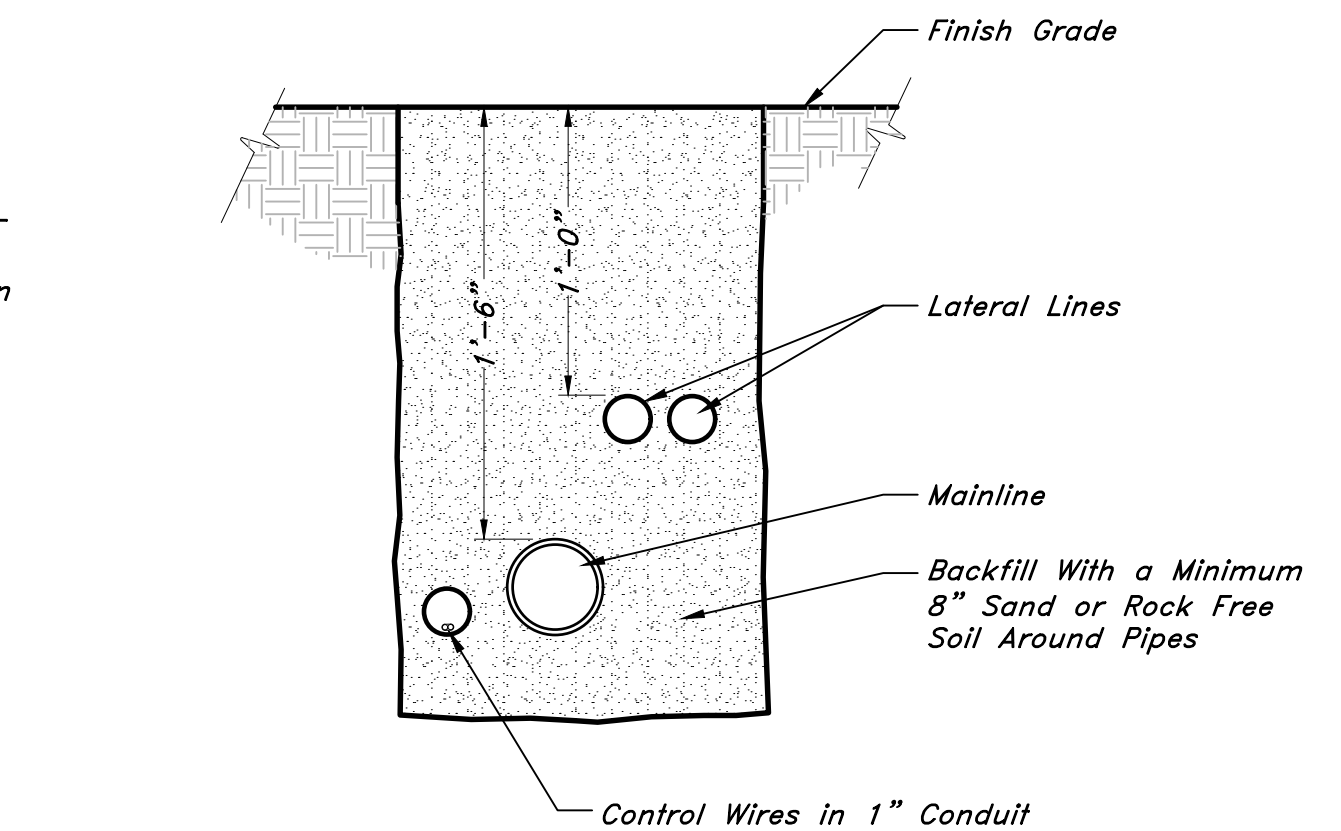 Finish Grade
n
1'-0"
1'-6"
Lateral Lines
Mainline
Backfill With a Minimum
8" Sand or Rock Free
Soil Around Pipes
Control Wires in 1" Conduit